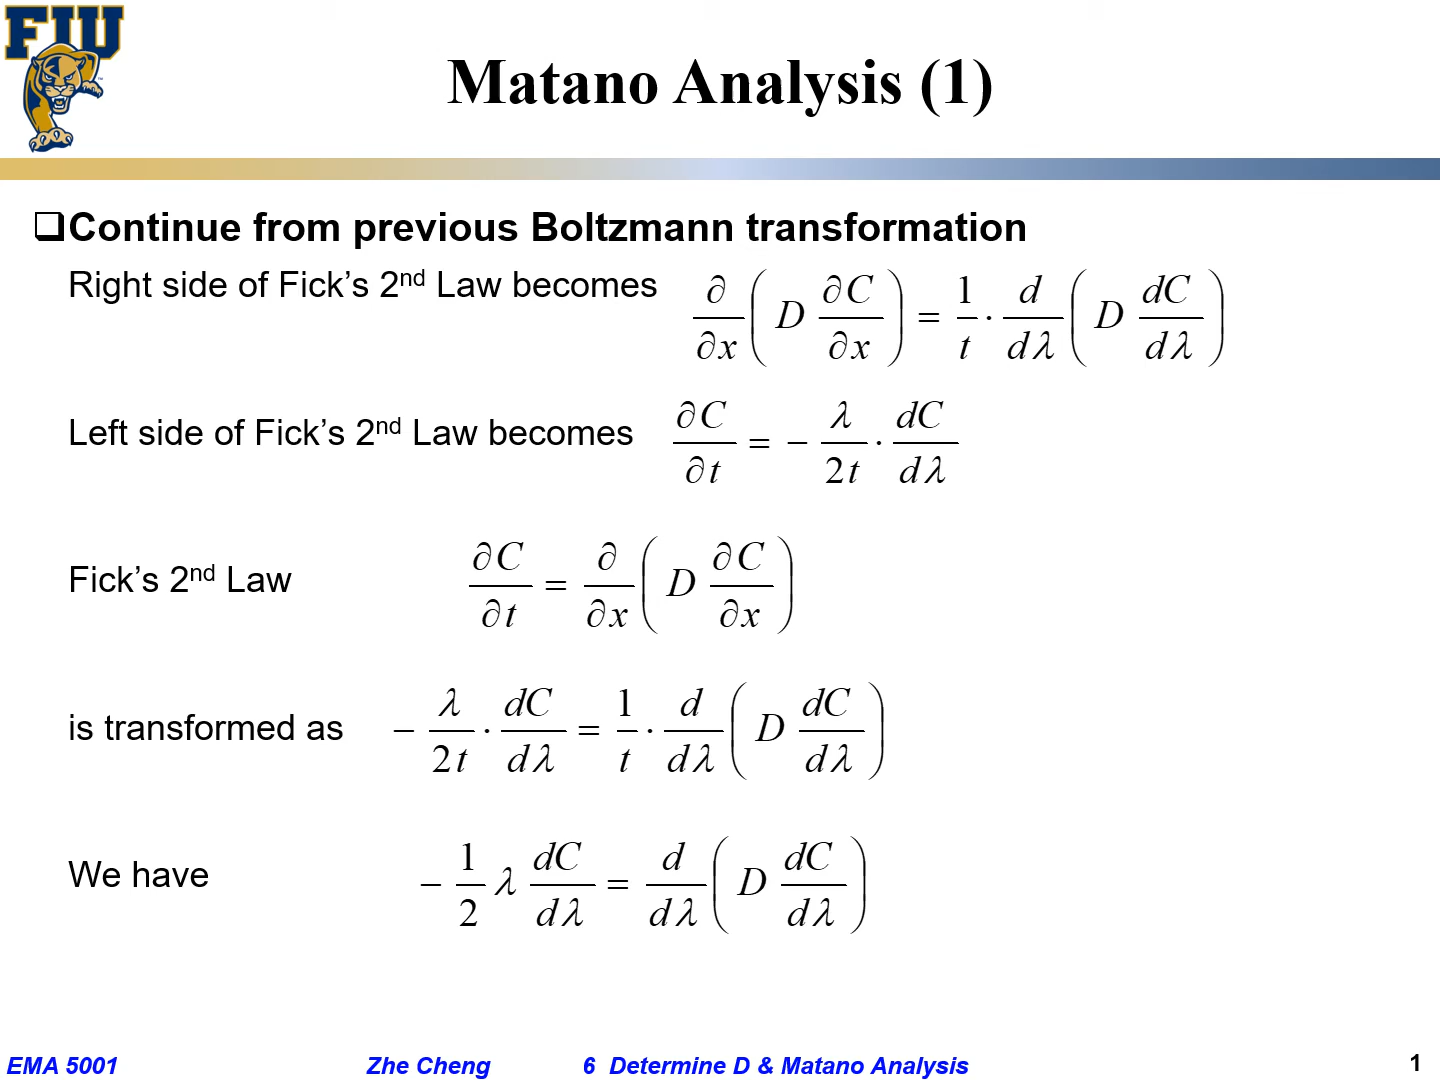 FIU
Matano Analysis (1)
❑Continue from previous Boltzmann transformation
Right side of Fick’s 2nd Law becomes ∂/∂x ( D ∂C/∂x ) = 1/t · d/dλ ( D dC/dλ )
Left side of Fick’s 2nd Law becomes ∂C/∂t = − λ/2t · dC/dλ
Fick’s 2nd Law ∂C/∂t = ∂/∂x ( D ∂C/∂x )
is transformed as − λ/2t · dC/dλ = 1/t · d/dλ ( D dC/dλ )
We have − 1/2 λ dC/dλ = d/dλ ( D dC/dλ )
EMA 5001 Zhe Cheng 6 Determine D & Matano Analysis 1